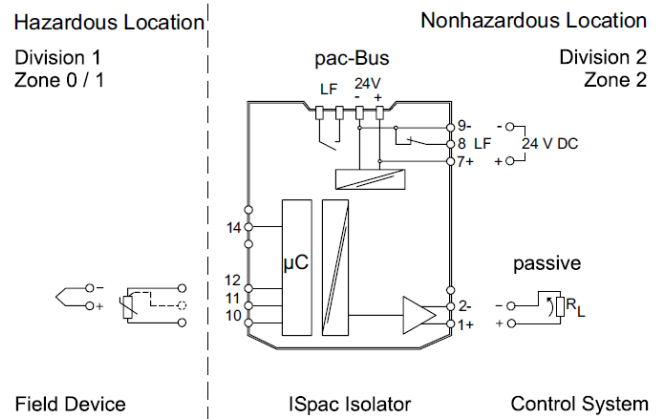 Hazardous Location
Nonhazardous Location
Division 1
Zone 0 / 1
pac-Bus
Division 2
Zone 2
LF 24V
- +
9- - 
8 LF 24 V DC
7+ +
14
µC
12
11
10
passive
2- -
1+ +
RL
- 
+
Field Device
ISpac Isolator
Control System